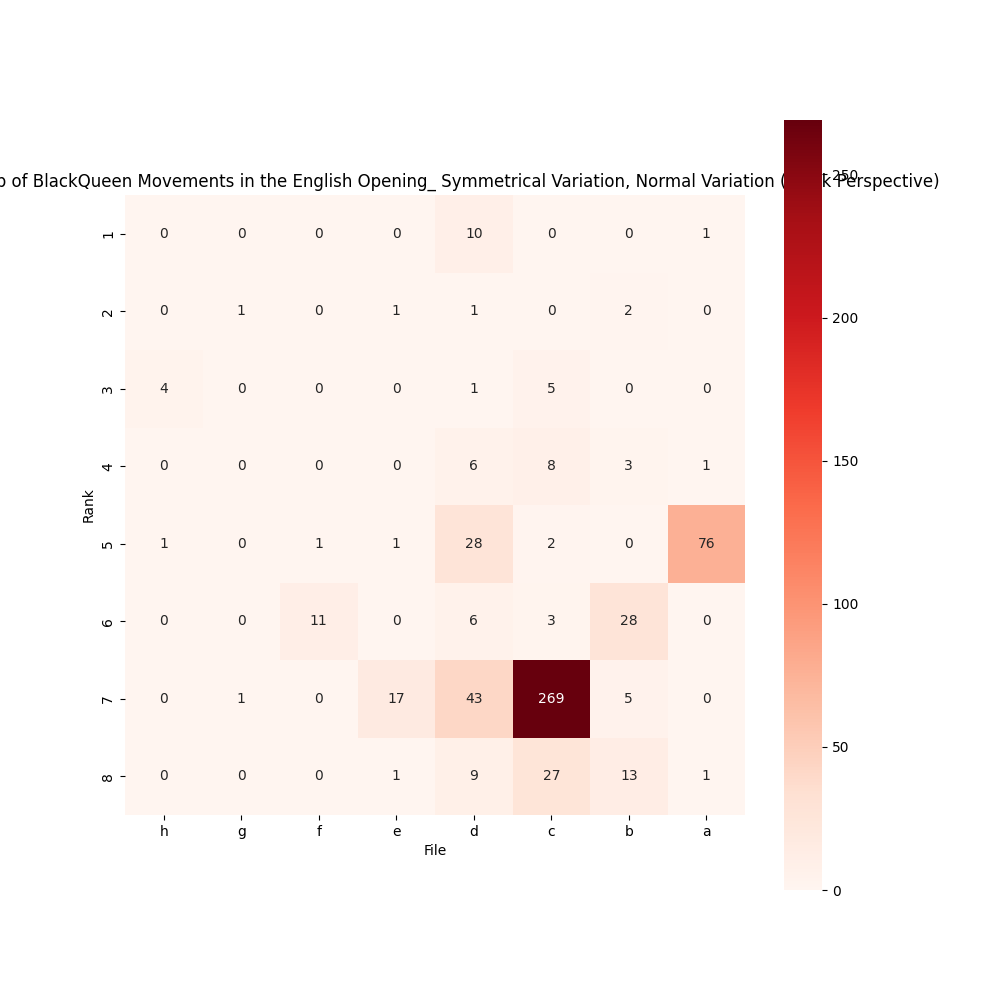 of BlackQueen Movements in the English Opening_ Symmetrical Variation, Normal Variation ( Perspective)
Rank
1 0 0 0 0 10 0 0 1
2 0 1 0 1 1 0 2 0
3 4 0 0 0 1 5 0 0
4 0 0 0 0 6 8 3 1
5 1 0 1 1 28 2 0 76
6 0 0 11 0 6 3 28 0
7 0 1 0 17 43 269 5 0
8 0 0 0 1 9 27 13 1
h g f e d c b a
File
250
200
150
100
50
0